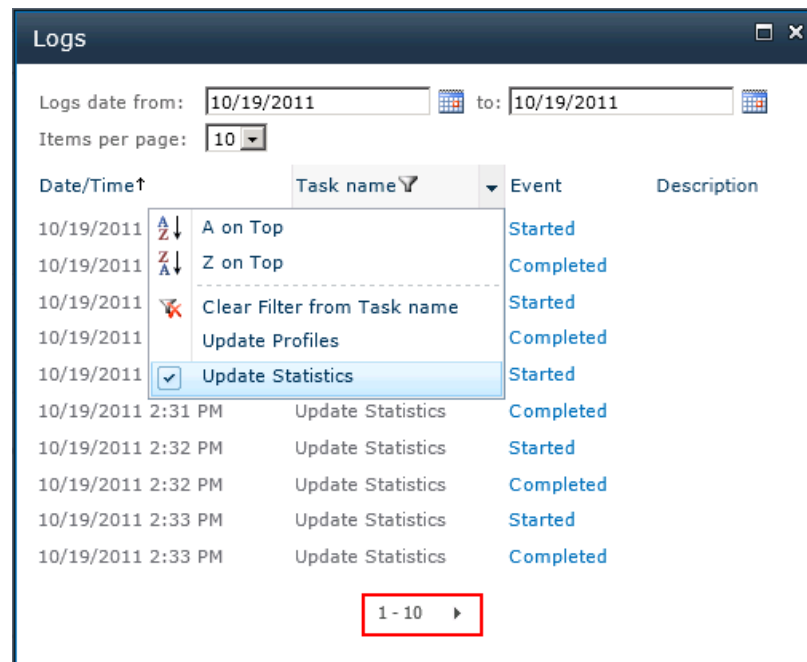 Logs
Logs date from: 10/19/2011 to: 10/19/2011
Items per page: 10
Date/Time↑ Task name Event Description
10/19/2011 A Z A on Top Started
10/19/2011 Z A Z on Top Completed
10/19/2011 Clear Filter from Task name Started
10/19/2011 Update Profiles Completed
10/19/2011 Update Statistics Started
10/19/2011 2:31 PM Update Statistics Completed
10/19/2011 2:32 PM Update Statistics Started
10/19/2011 2:32 PM Update Statistics Completed
10/19/2011 2:33 PM Update Statistics Started
10/19/2011 2:33 PM Update Statistics Completed
1 - 10